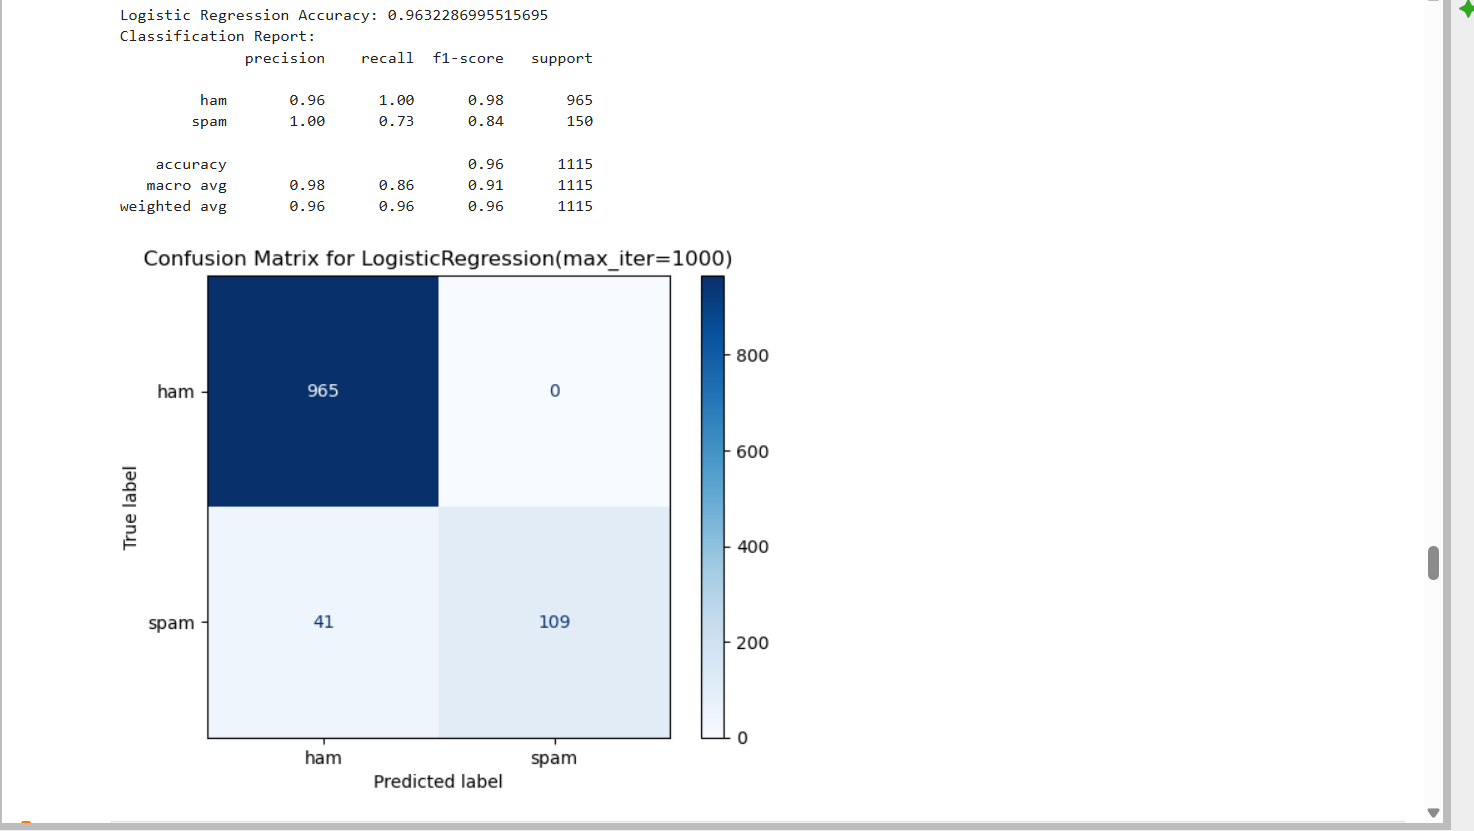 Logistic Regression Accuracy: 0.9632286995515695
Classification Report:
precision recall f1-score support
ham 0.96 1.00 0.98 965
spam 1.00 0.73 0.84 150
accuracy 0.96 1115
macro avg 0.98 0.86 0.91 1115
weighted avg 0.96 0.96 0.96 1115
Confusion Matrix for LogisticRegression(max_iter=1000)
800
ham 965 0
600
True label
400
spam 41 109
200
0
ham spam
Predicted label